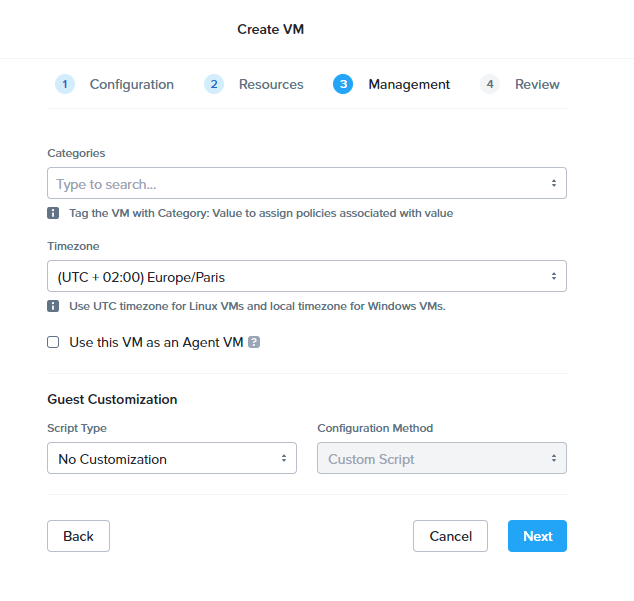 Create VM
1 Configuration 2 Resources 3 Management 4 Review
Categories
Type to search...
i Tag the VM with Category: Value to assign policies associated with value
Timezone
(UTC + 02:00) Europe/Paris
i Use UTC timezone for Linux VMs and local timezone for Windows VMs.
Use this VM as an Agent VM ?
Guest Customization
Script Type Configuration Method
No Customization Custom Script
Back Cancel Next